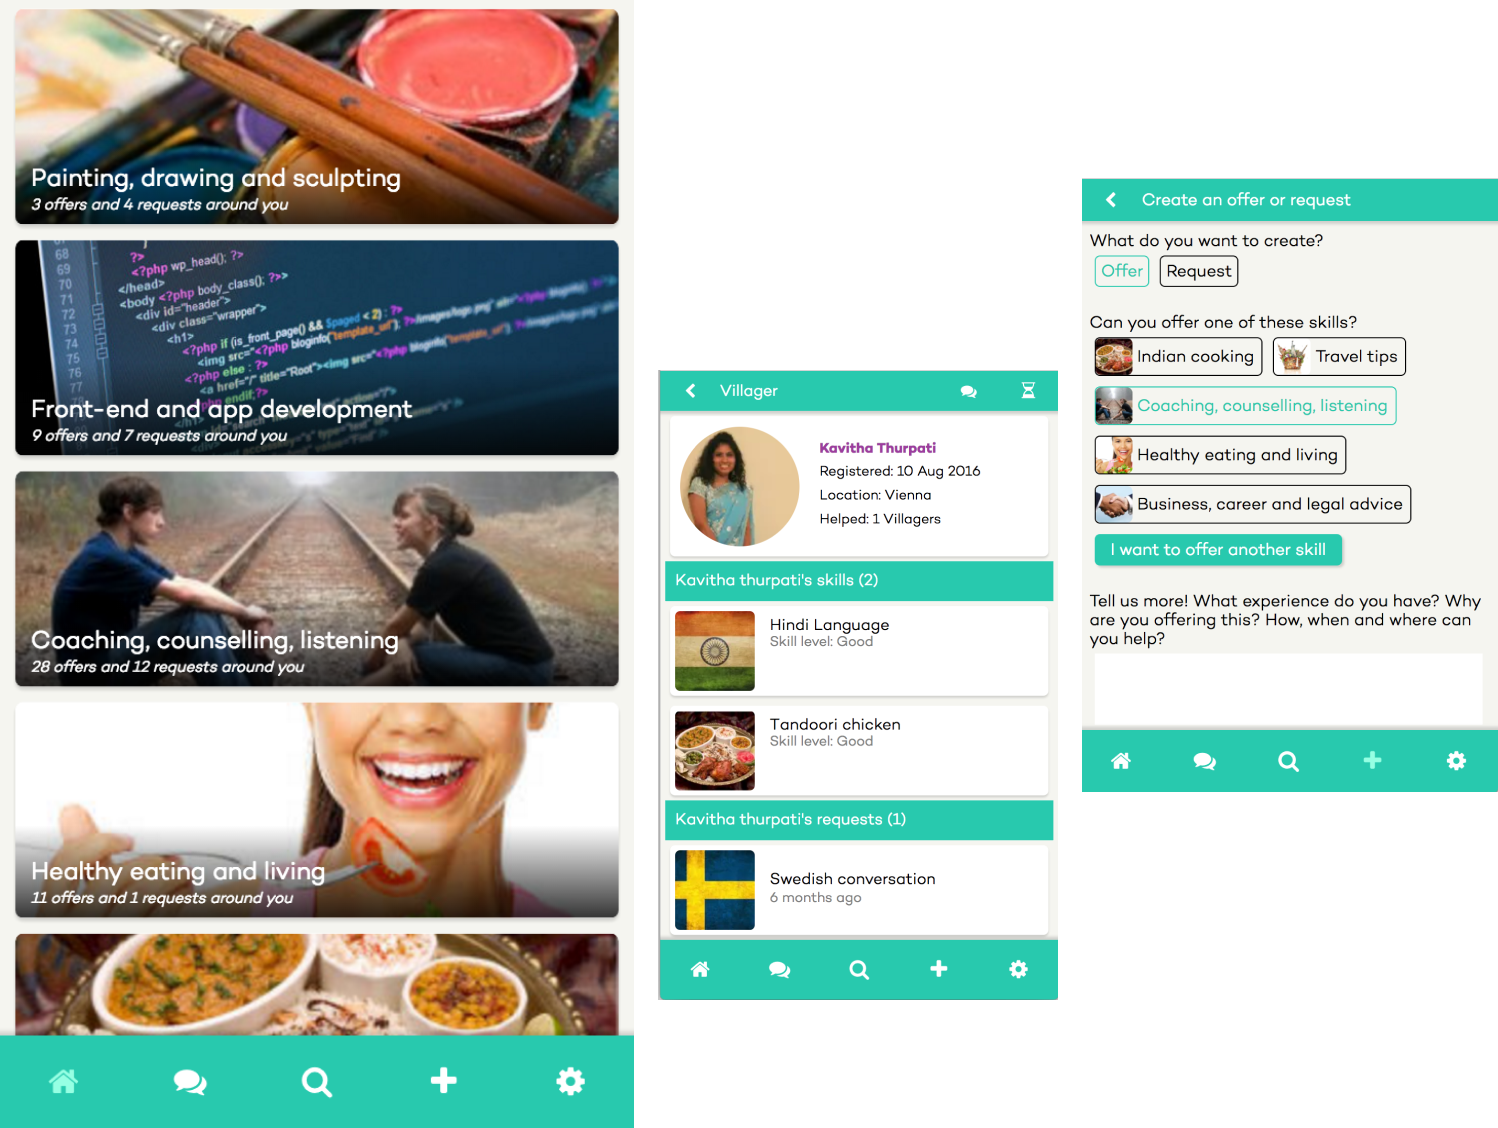 Painting, drawing and sculpting
3 offers and 4 requests around you
68
69
70
71
72
73
74
75
76
77
?>
<?php wp_head(); ?>
</head>
<body <?php body_class(); ?>>
<div id="header">
<div class="wrapper">
<h1>
<?php if (is_front_page() && $paged < 2) : ?>
<img src="<?php bloginfo('template_url'); ?>/images/logo.png"
<?php else : ?>
<a href="/" title="Root"><img src="<?php bloginfo(
<?php endif;?>
Front-end and app development
9 offers and 7 requests around you
Coaching, counselling, listening
28 offers and 12 requests around you
Healthy eating and living
11 offers and 1 requests around you
Villager
Kavitha Thurpati
Registered: 10 Aug 2016
Location: Vienna
Helped: 1 Villagers
Kavitha thurpati's skills (2)
Hindi Language
Skill level: Good
Tandoori chicken
Skill level: Good
Kavitha thurpati's requests (1)
Swedish conversation
6 months ago
Create an offer or request
What do you want to create?
Offer Request
Can you offer one of these skills?
Indian cooking Travel tips
Coaching, counselling, listening
Healthy eating and living
Business, career and legal advice
I want to offer another skill
Tell us more! What experience do you have? Why
are you offering this? How, when and where can
you help?